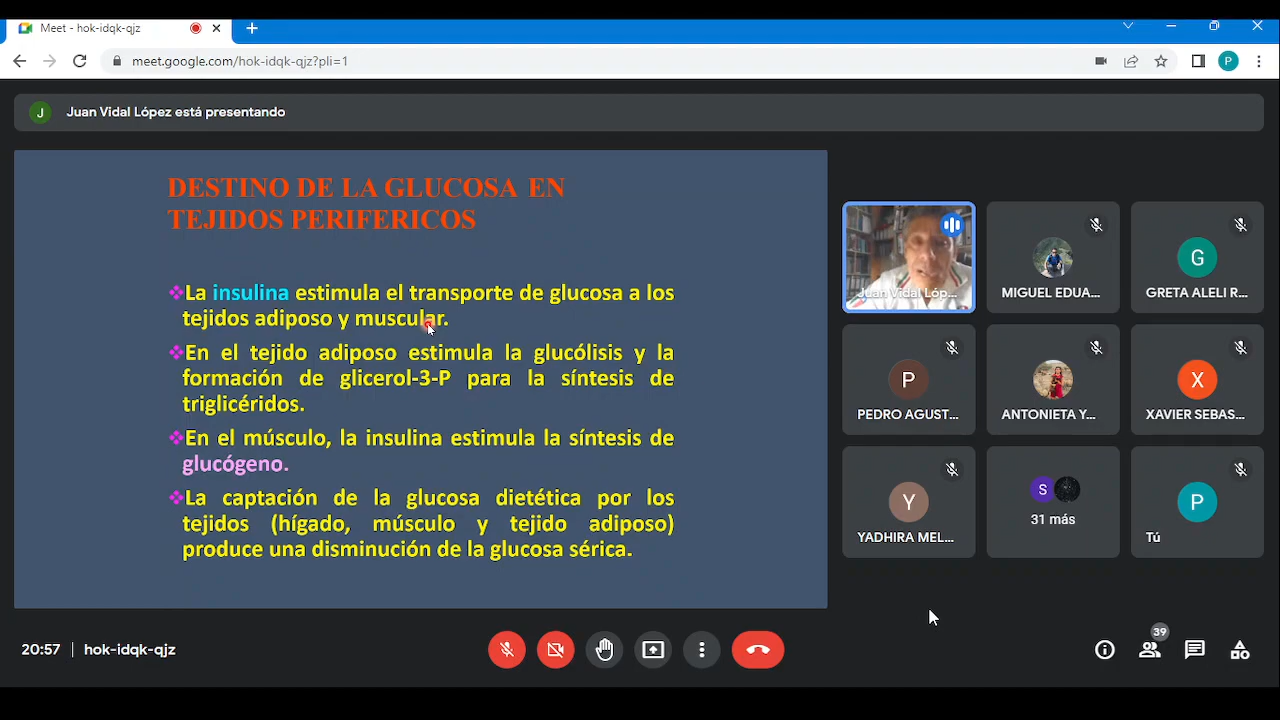 Meet - hok-idqk-qjz
meet.google.com/hok-idqk-qjz?pli=1
P
J
Juan Vidal López está presentando
DESTINO DE LA GLUCOSA EN
TEJIDOS PERIFERICOS
❖La insulina estimula el transporte de glucosa a los
tejidos adiposo y muscular.
❖En el tejido adiposo estimula la glucólisis y la
formación de glicerol-3-P para la síntesis de
triglicéridos.
❖En el músculo, la insulina estimula la síntesis de
glucógeno.
❖La captación de la glucosa dietética por los
tejidos (hígado, músculo y tejido adiposo)
produce una disminución de la glucosa sérica.
Juan Vidal Lóp...
MIGUEL EDUA...
G
GRETA ALELI R...
P
PEDRO AGUST...
ANTONIETA Y...
X
XAVIER SEBAS...
Y
YADHIRA MEL...
S
31 más
P
Tú
20:57 | hok-idqk-qjz
39